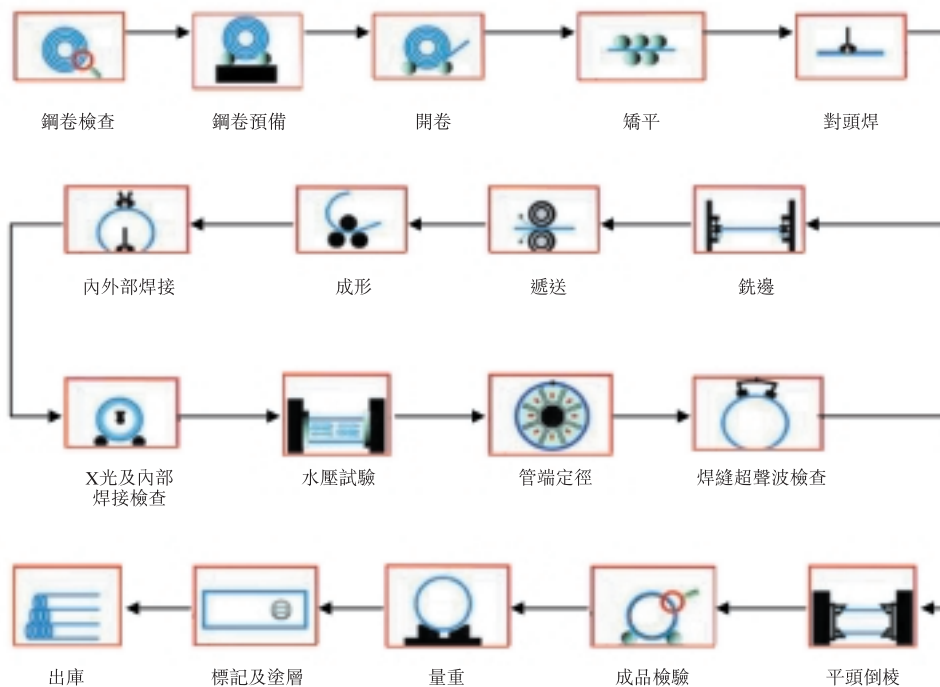 鋼卷檢查
鋼卷預備
開卷
矯平
對頭焊
銑邊
遞送
成形
內外部焊接
X光及內部
焊接檢查
水壓試驗
管端定徑
焊縫超聲波檢查
平頭倒棱
成品檢驗
量重
標記及塗層
出庫